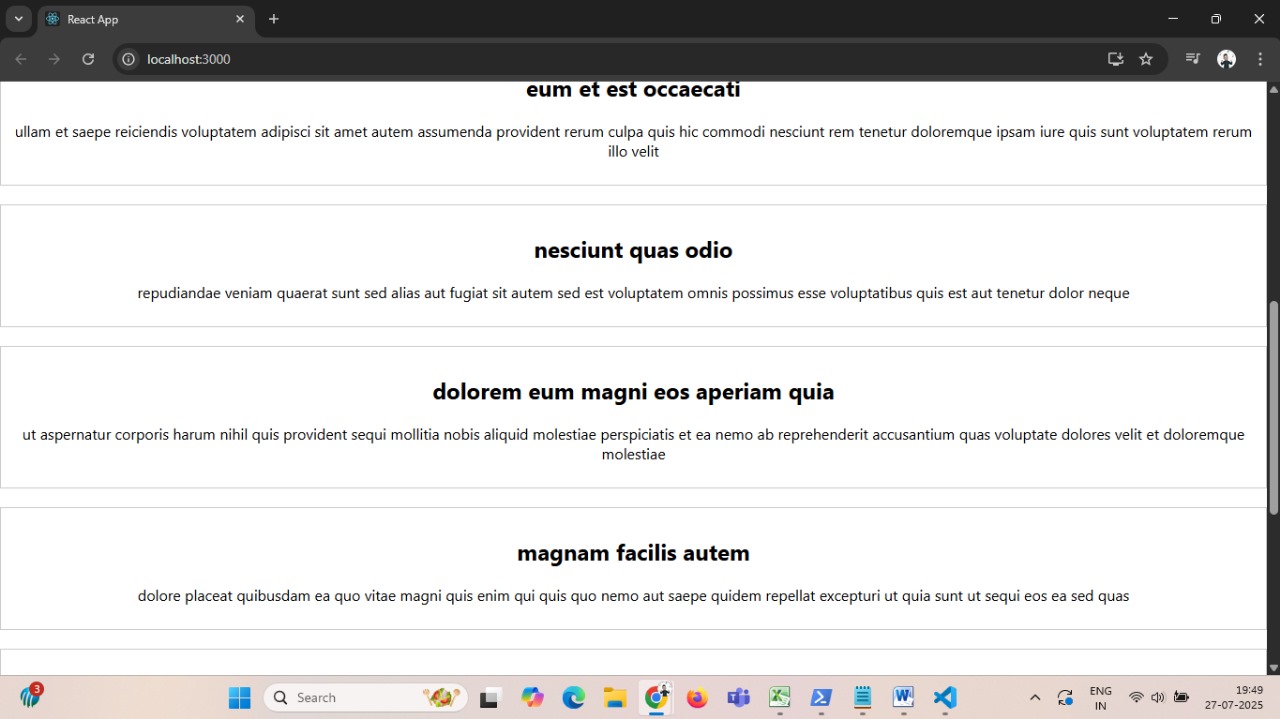 React App
localhost:3000
eum et est occaecati
ullam et saepe reiciendis voluptatem adipisci sit amet autem assumenda provident rerum culpa quis hic commodi nesciunt rem tenetur doloremque ipsam iure quis sunt voluptatem rerum
illo velit
nesciunt quas odio
repudiandae veniam quaerat sunt sed alias aut fugiat sit autem sed est voluptatem omnis possimus esse voluptatibus quis est aut tenetur dolor neque
dolorem eum magni eos aperiam quia
ut aspernatur corporis harum nihil quis provident sequi mollitia nobis aliquid molestiae perspiciatis et ea nemo ab reprehenderit accusantium quas voluptate dolores velit et doloremque
molestiae
magnam facilis autem
dolore placeat quibusdam ea quo vitae magni quis enim qui quis quo nemo aut saepe quidem repellat excepturi ut quia sunt ut sequi eos ea sed quas
3
Search
ENG
IN
19:49
27-07-2025